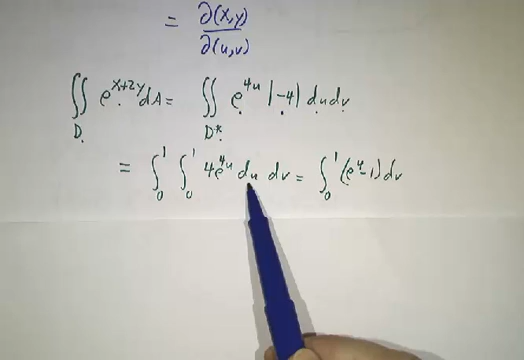 = ∂(x,y)/∂(u,v)
∬_D e^{x+2y} dA = ∬_{D*} e^{4u} |-4| du dv
= ∫_0^1 ∫_0^1 4e^{4u} du dv = ∫_0^1 (e^4-1) dv